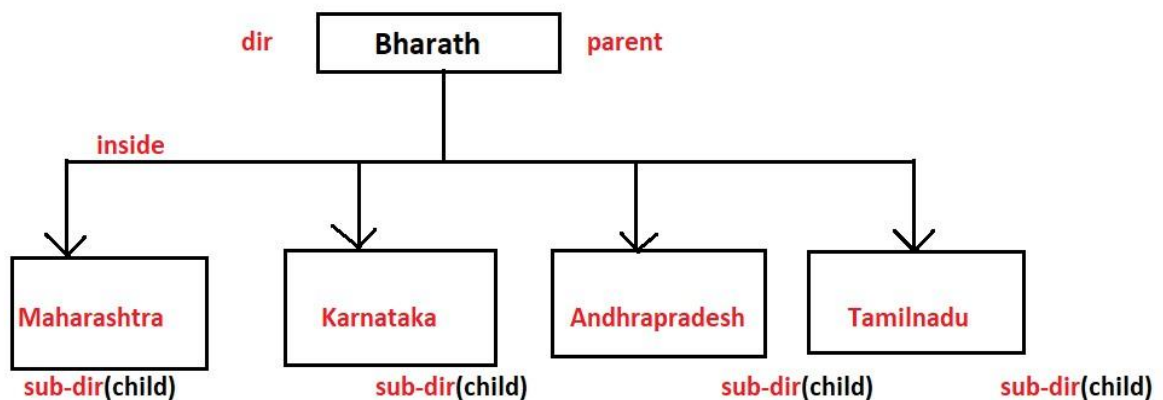 dir
Bharath
parent
inside
Maharashtra
Karnataka
Andhrapradesh
Tamilnadu
sub-dir(child)
sub-dir(child)
sub-dir(child)
sub-dir(child)